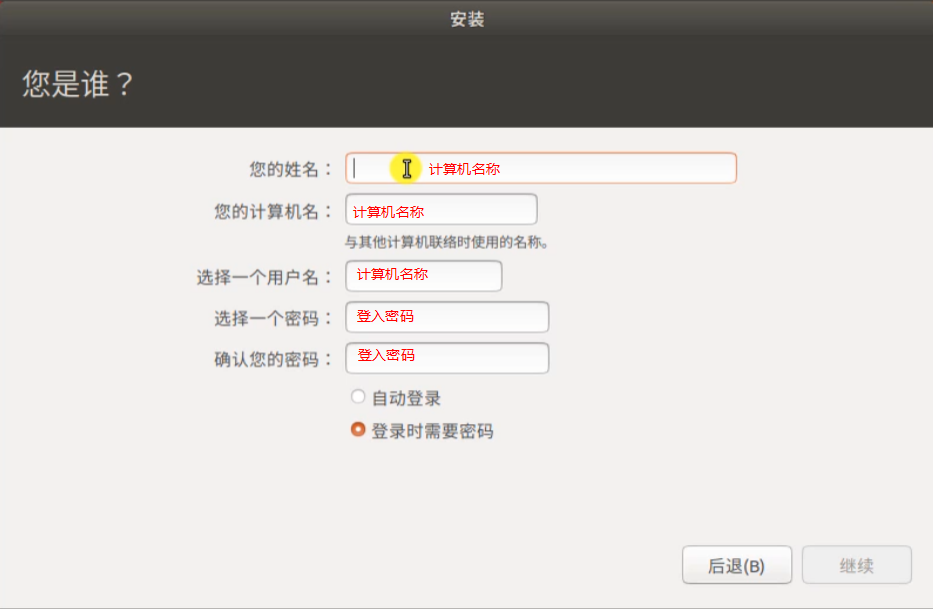 安装
您是谁？
您的姓名： 计算机名称
您的计算机名： 计算机名称
与其他计算机联络时使用的名称。
选择一个用户名： 计算机名称
选择一个密码： 登入密码
确认您的密码： 登入密码
自动登录
登录时需要密码
后退(B) 继续